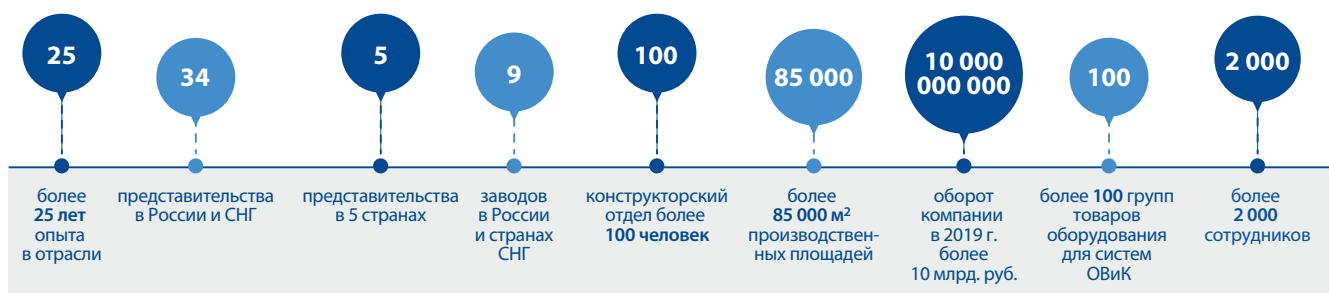 25
34
5
9
100
85 000
10 000
000 000
100
2 000
более
25 лет
опыта
в отрасли
представительства
в России и СНГ
представительства
в 5 странах
заводов
в России
и странах
СНГ
конструкторский
отдел более
100 человек
более
85 000 м²
производствен-
ных площадей
оборот
компании
в 2019 г.
более
10 млрд. руб.
более 100 групп
товаров
оборудования
для систем
ОВиК
более
2 000
сотрудников